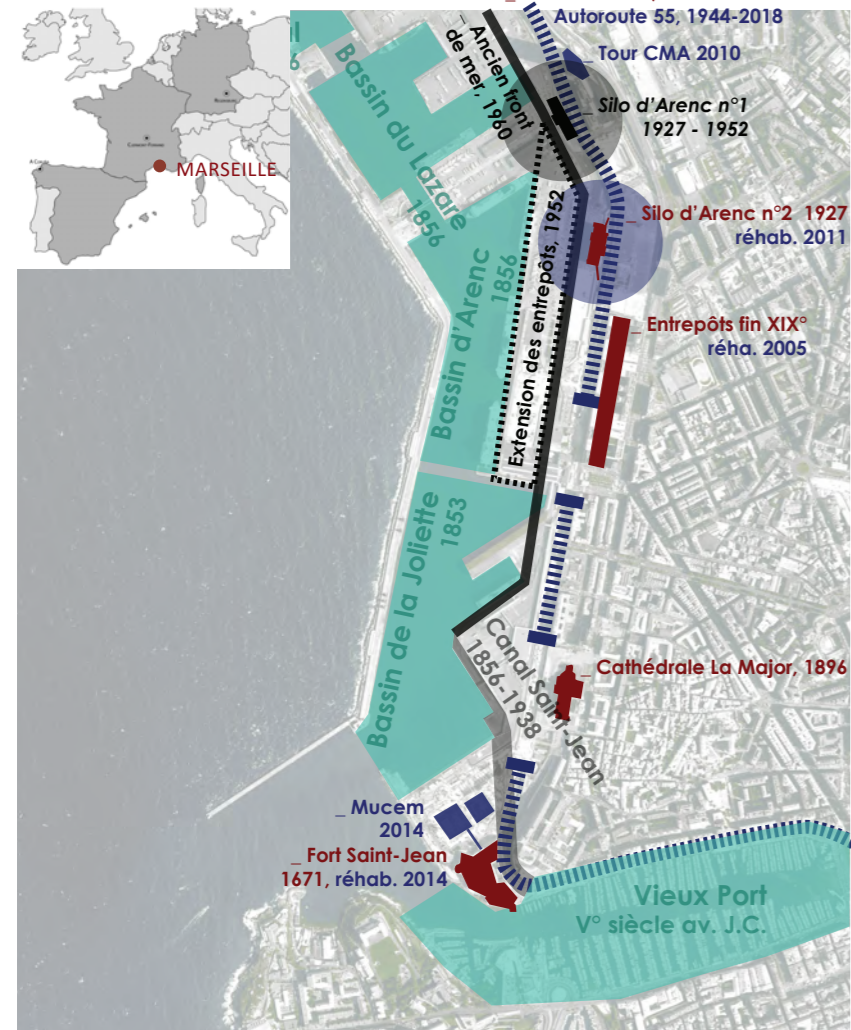 Autoroute 55, 1944-2018
_ Tour CMA 2010
_ Ancien front
de mer, 1960
_ Silo d'Arenc n°1
1927 - 1952
MARSEILLE
Bassin du Lazare
1856
_ Silo d'Arenc n°2 1927
réhab. 2011
Bassin d'Arenc
1856
Extension des entrepôts, 1952
_ Entrepôts fin XIX°
réha. 2005
Bassin de la Joliette
1853
Canal Saint-Jean
1856-1938
_ Cathédrale La Major, 1896
_ Mucem
2014
_ Fort Saint-Jean
1671, réhab. 2014
Vieux Port
V° siècle av. J.C.